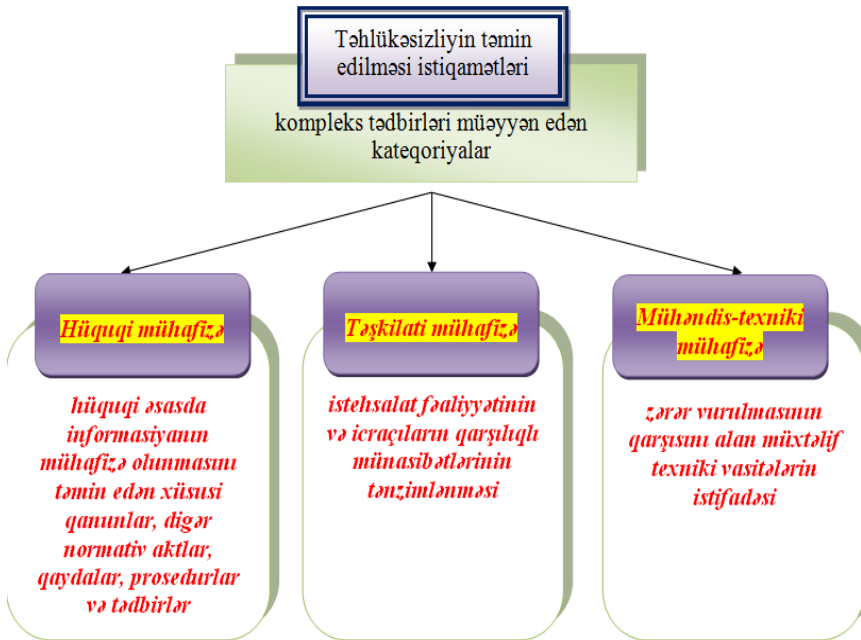 Təhlükəsizliyin təmin
edilməsi istiqamətləri
kompleks tədbirləri müəyyən edən
kateqoriyalar
Hüquqi mühafizə
hüquqi əsasda
informasiyanın
mühafizə olunmasını
təmin edən xüsusi
qanunlar, digər
normativ aktlar,
qaydalar, prosedurlar
və tədbirlər
Təşkilati mühafizə
istehsalat fəaliyyətinin
və icraçıların qarşılıqlı
münasibətlərinin
tənzimlənməsi
Mühəndis-texniki
mühafizə
zərər vurulmasının
qarşısını alan müxtəlif
texniki vasitələrin
istifadəsi